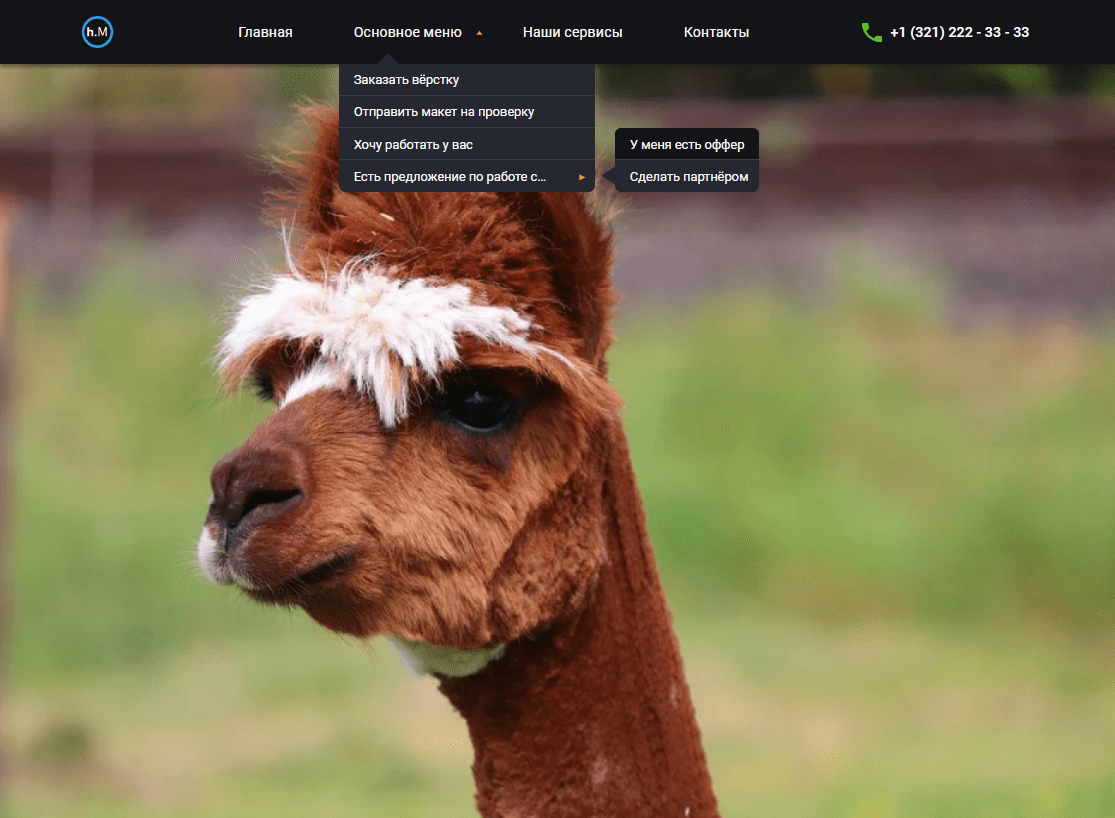 h.M
Главная
Основное меню
Наши сервисы
Контакты
+1 (321) 222 - 33 - 33
Заказать вёрстку
Отправить макет на проверку
Хочу работать у вас
Есть предложение по работе с...
У меня есть оффер
Сделать партнёром